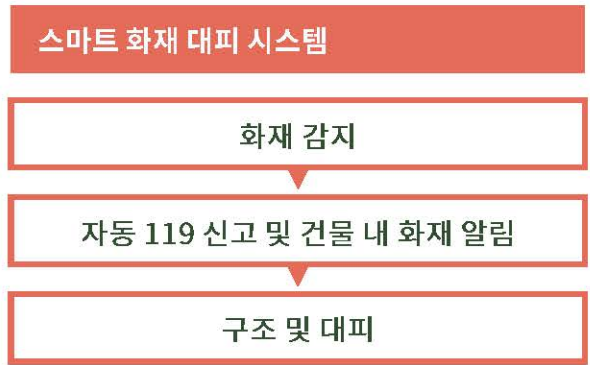 스마트 화재 대피 시스템
화재 감지
자동 119 신고 및 건물 내 화재 알림
구조 및 대피